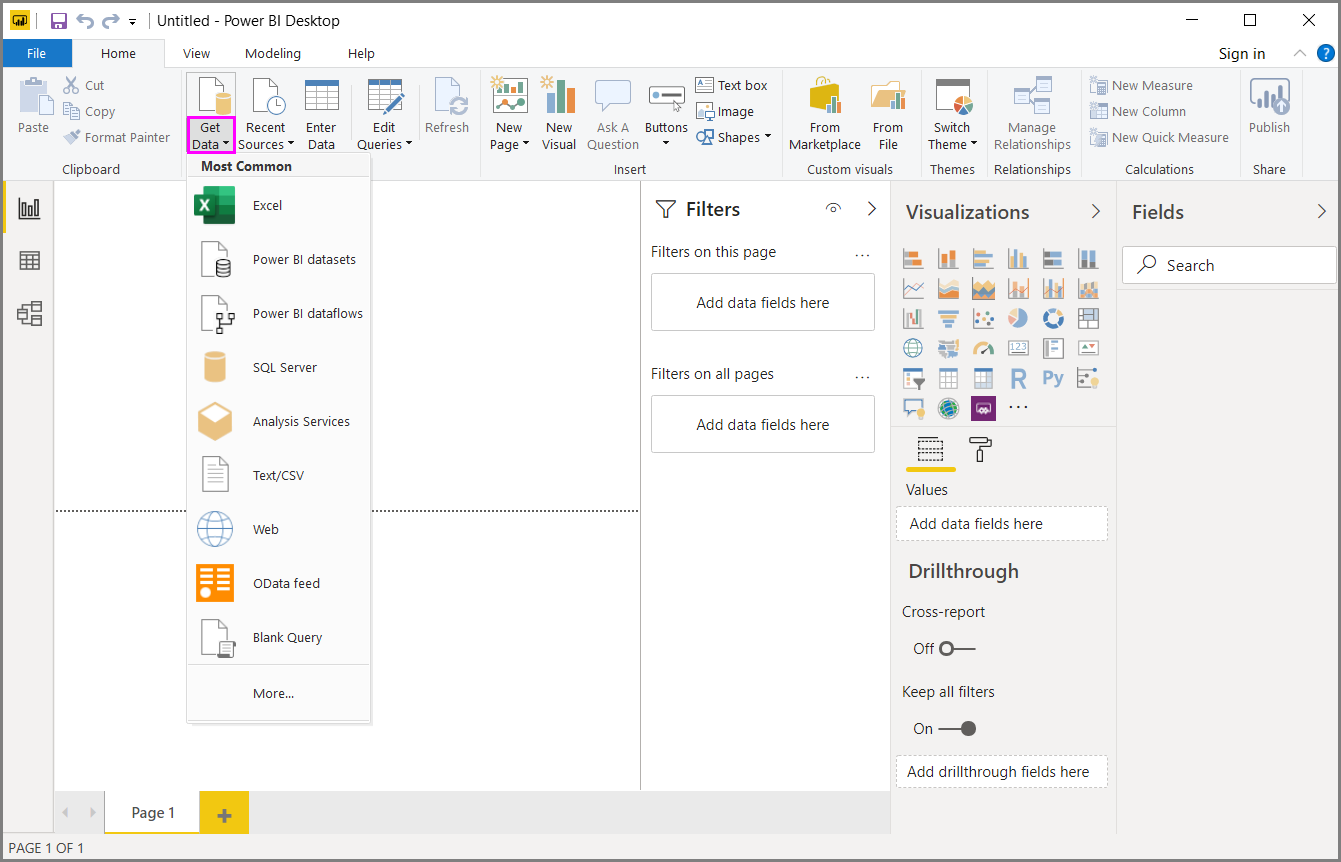 Untitled - Power BI Desktop
File Home View Modeling Help Sign in ?
Paste
Cut
Copy
Format Painter
Clipboard
Get Data
Recent Sources
Enter Data
Edit Queries
Refresh
New Page
New Visual
Ask A Question
Buttons
Text box
Image
Shapes
Insert
From Marketplace
From File
Custom visuals
Switch Theme
Themes
Manage Relationships
Relationships
New Measure
New Column
New Quick Measure
Calculations
Publish
Share
Most Common
Excel
Power BI datasets
Power BI dataflows
SQL Server
Analysis Services
Text/CSV
Web
OData feed
Blank Query
More...
Filters
Filters on this page ...
Add data fields here
Filters on all pages ...
Add data fields here
Visualizations
123
R Py
...
Values
Add data fields here
Drillthrough
Cross-report
Off
Keep all filters
On
Add drillthrough fields here
Fields
Search
Page 1 +
PAGE 1 OF 1